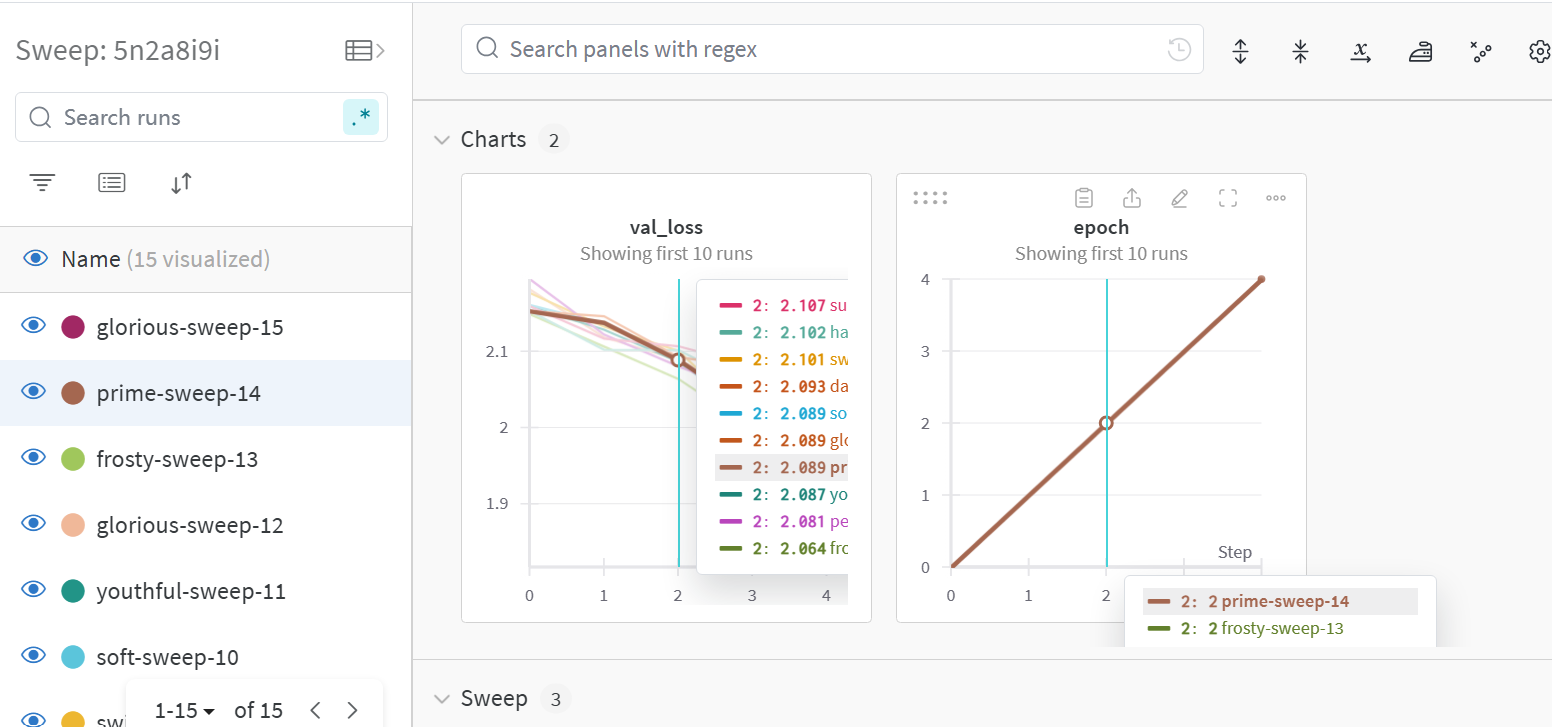 Sweep: 5n2a8i9i
Search runs
.*
Name (15 visualized)
glorious-sweep-15
prime-sweep-14
frosty-sweep-13
glorious-sweep-12
youthful-sweep-11
soft-sweep-10
swi
1-15 of 15
Search panels with regex
Charts 2
val_loss
Showing first 10 runs
2.1
2
1.9
0 1 2 3 4
2: 2.107 su
2: 2.102 ha
2: 2.101 sw
2: 2.093 da
2: 2.089 so
2: 2.089 glo
2: 2.089 pr
2: 2.087 yo
2: 2.081 pe
2: 2.064 fro
epoch
Showing first 10 runs
4
3
2
1
0
Step
0 1 2
2: 2 prime-sweep-14
2: 2 frosty-sweep-13
Sweep 3